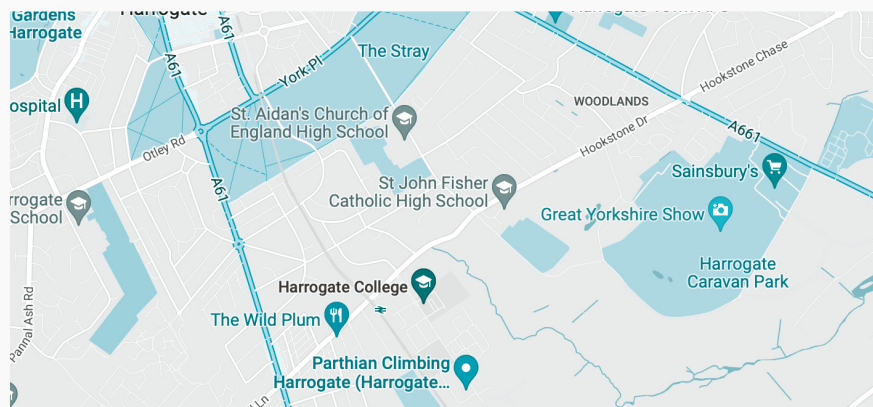 Gardens
Harrogate
Harrogate
A61
A61
York Pl
The Stray
Hookstone Chase
WOODLANDS
ospital
H
St. Aidan's Church of
England High School
Otley Rd
Hookstone Dr
A661
Sainsbury's
A61
St John Fisher
Catholic High School
rrogate
School
Great Yorkshire Show
Harrogate
Caravan Park
Harrogate College
The Wild Plum
Pannal Ash Rd
Parthian Climbing
Harrogate (Harrogate...
Ln